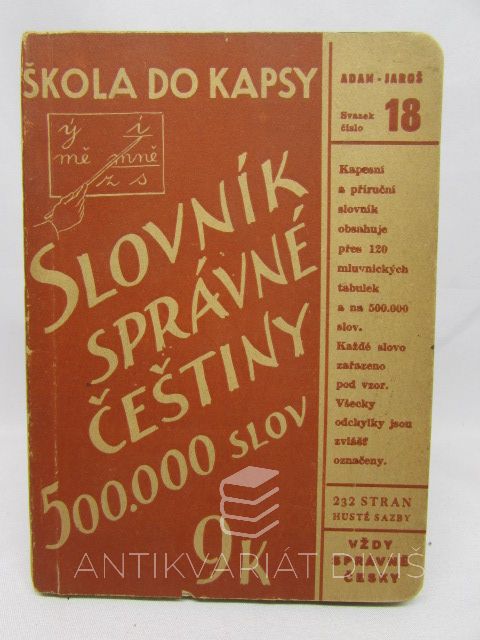 ŠKOLA DO KAPSY
ý i
mě mně
z s
SLOVNÍK
SPRÁVNÉ
ČEŠTINY
500.000 SLOV
9K
ADAM - JAROŠ
Svazek
číslo 18
Kapesní
a příruční
slovník
obsahuje
přes 120
mluvnických
tabulek
a na 500.000
slov.
Každé slovo
zařazeno
pod vzor.
Všecky
odchylky jsou
zvlášť
označeny.
232 STRAN
HUSTÉ SAZBY
VŽDY
SPRÁVNĚ
ČESKY
ANTIKVARIÁT DIVIŠ